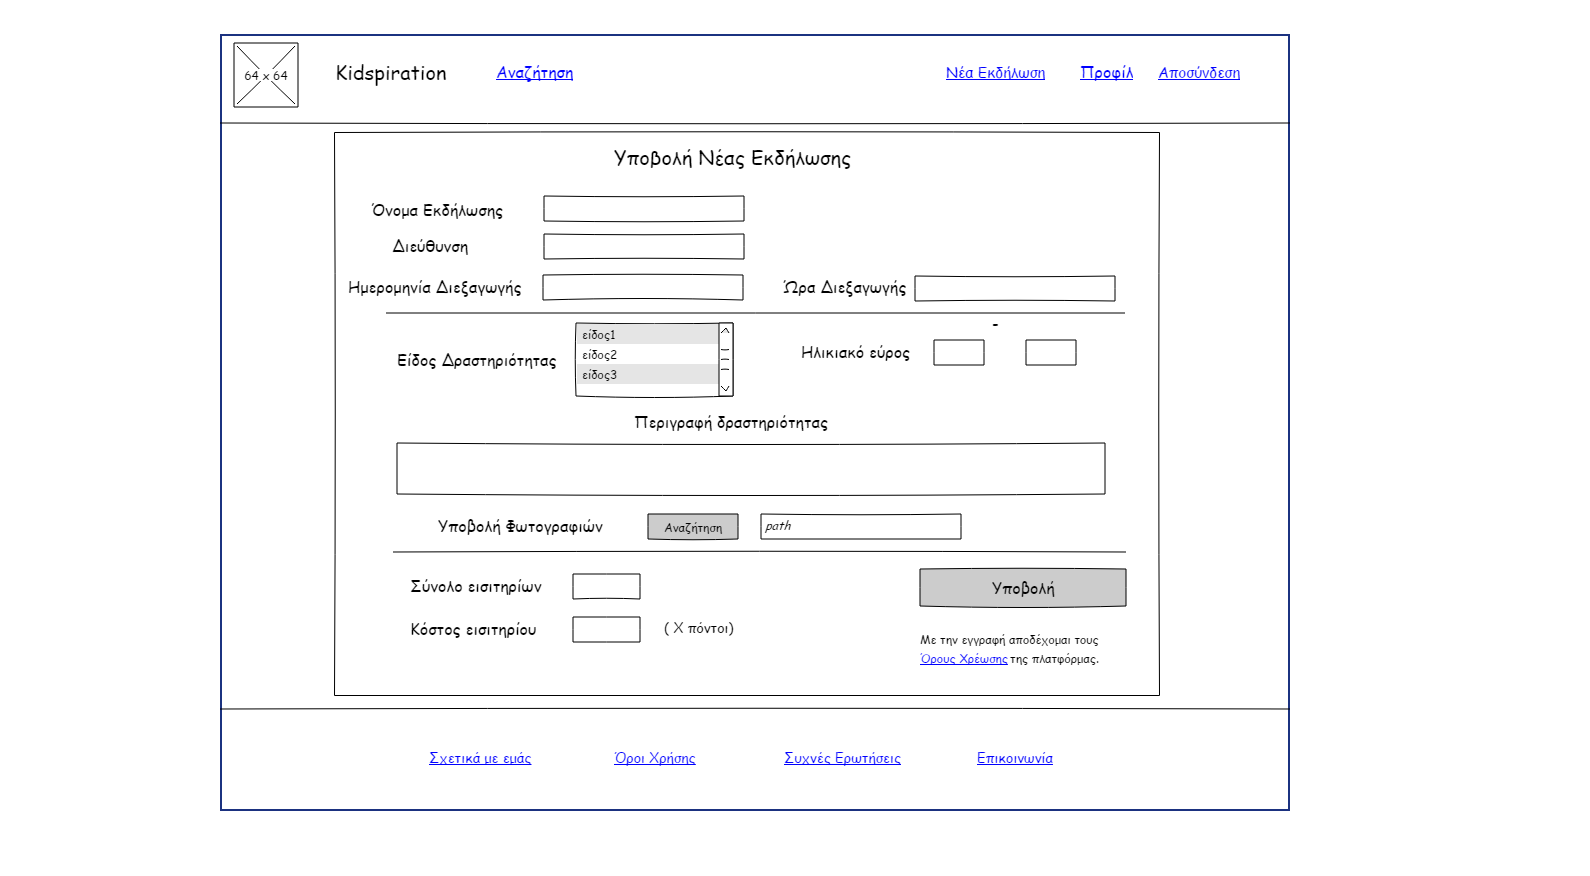 64 x 64
Kidspiration
Αναζήτηση
Νέα Εκδήλωση
Προφίλ
Αποσύνδεση
Υποβολή Νέας Εκδήλωσης
Όνομα Εκδήλωσης
Διεύθυνση
Ημερομηνία Διεξαγωγής
Ώρα Διεξαγωγής
Είδος Δραστηριότητας
είδος1
είδος2
είδος3
Ηλικιακό εύρος
-
Περιγραφή δραστηριότητας
Υποβολή Φωτογραφιών
Αναζήτηση
path
Σύνολο εισιτηρίων
Κόστος εισιτηρίου
( Χ πόντοι)
Υποβολή
Με την εγγραφή αποδέχομαι τους
Όρους Χρέωσης της πλατφόρμας.
Σχετικά με εμάς
Όροι Χρήσης
Συχνές Ερωτήσεις
Επικοινωνία